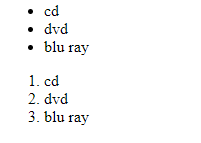 • cd
• dvd
• blu ray
1. cd
2. dvd
3. blu ray